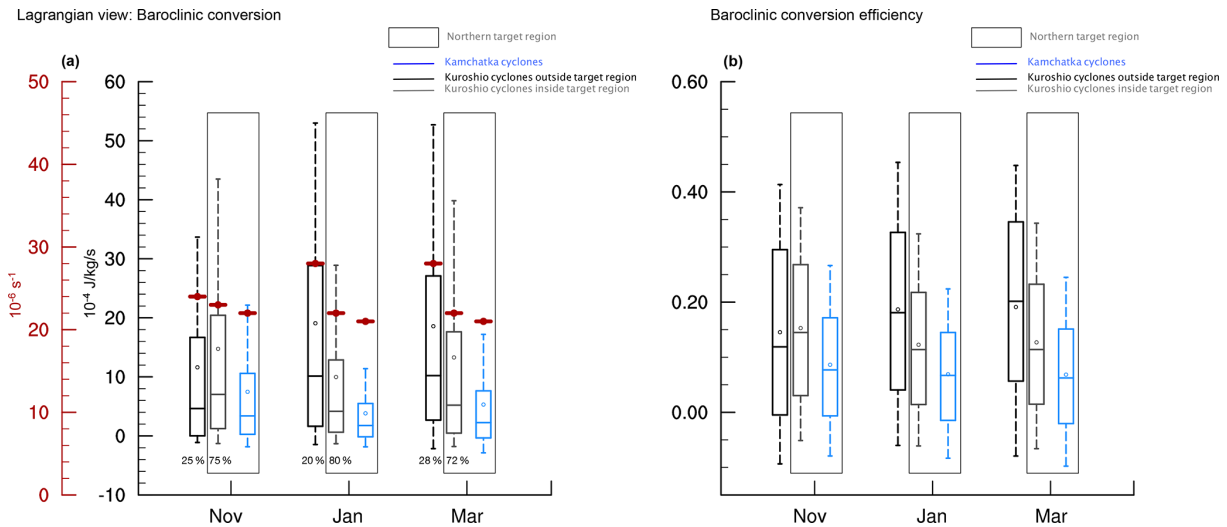 Lagrangian view: Baroclinic conversion
Northern target region
Kamchatka cyclones
Kuroshio cyclones outside target region
Kuroshio cyclones inside target region
(a)
50
40
30
20
10
0
10⁻⁶ s⁻¹
60
50
40
30
20
10
0
-10
10⁻⁴ J/kg/s
25 % 75 %
20 % 80 %
28 % 72 %
Nov Jan Mar
Baroclinic conversion efficiency
Northern target region
Kamchatka cyclones
Kuroshio cyclones outside target region
Kuroshio cyclones inside target region
(b)
0.60
0.40
0.20
0.00
Nov Jan Mar